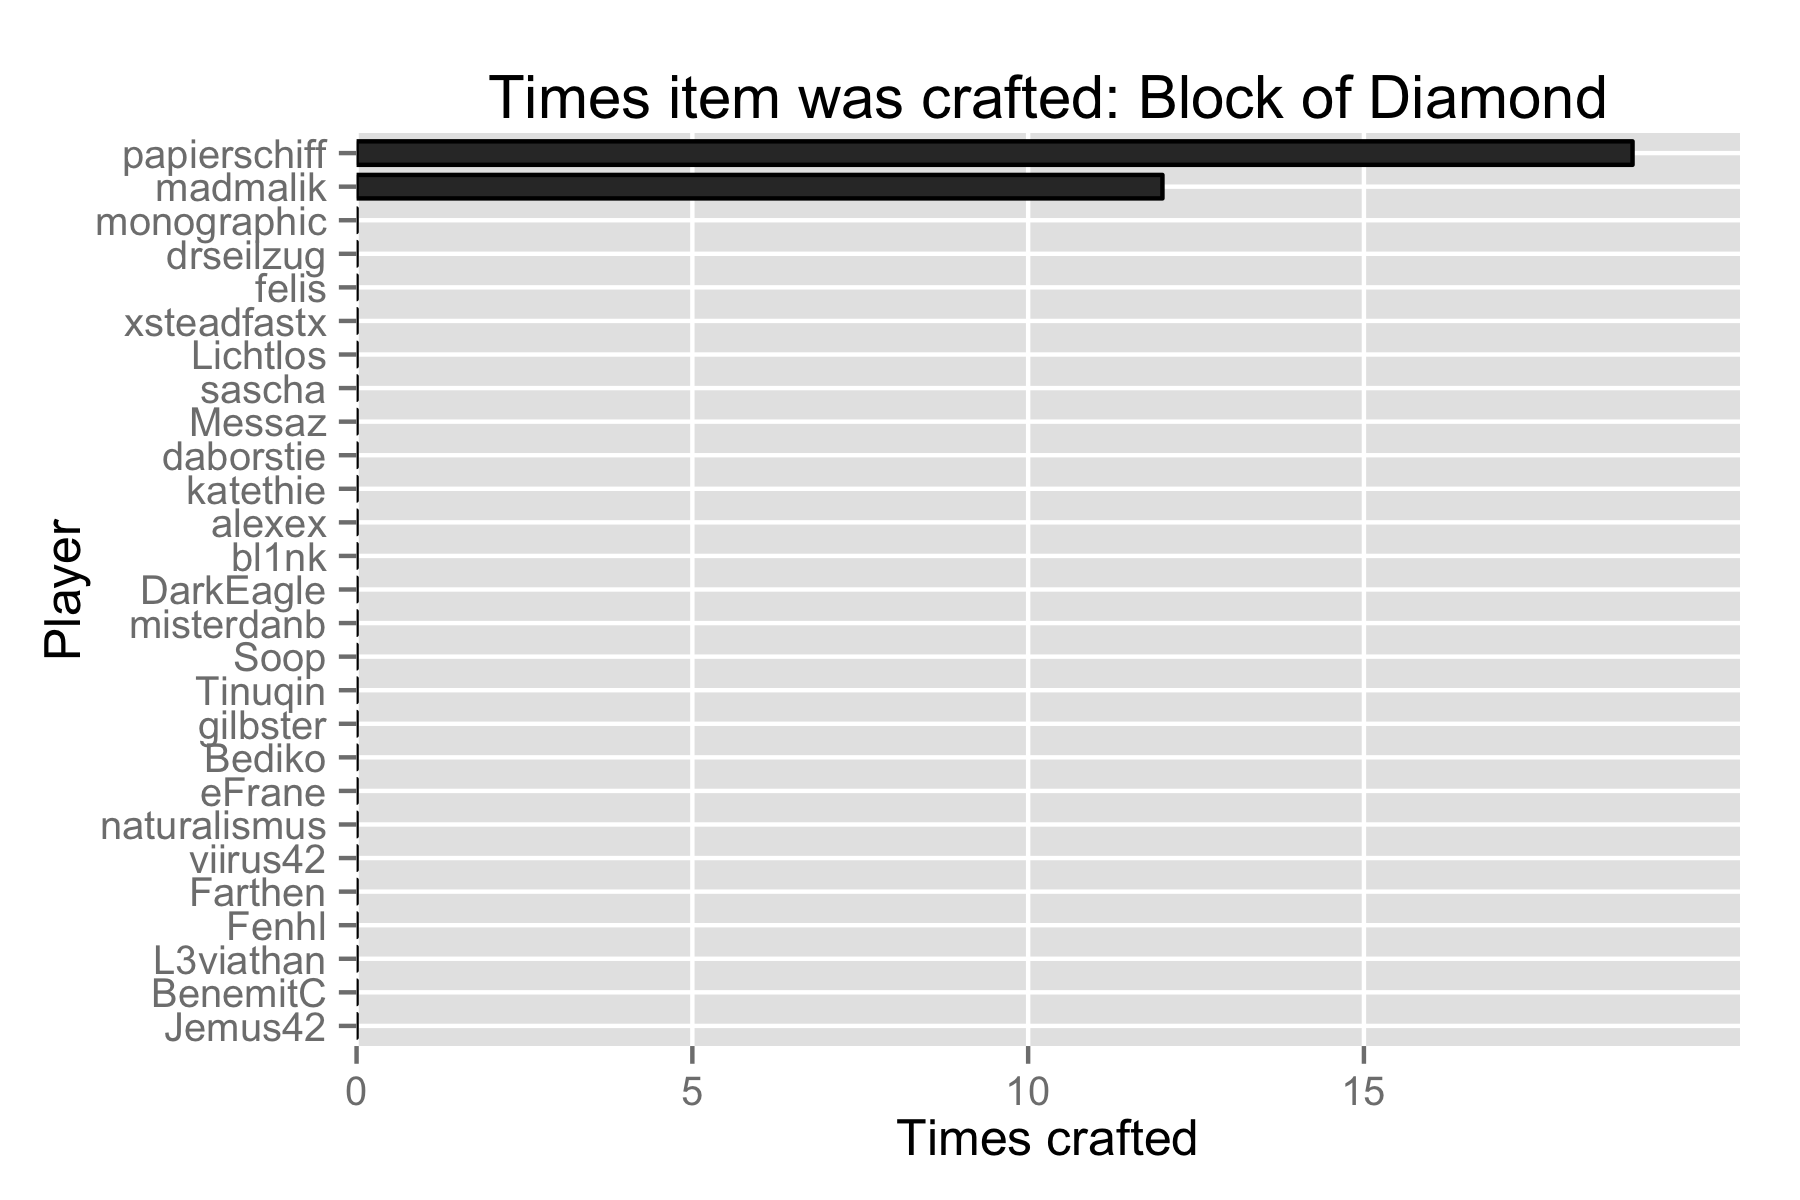 Times item was crafted: Block of Diamond
papierschiff
madmalik
monographic
drseilzug
felis
xsteadfastx
Lichtlos
sascha
Messaz
daborstie
katethie
alexex
bl1nk
DarkEagle
misterdanb
Soop
Tinuqin
gilbster
Bediko
eFrane
naturalismus
viirus42
Farthen
Fenhl
L3viathan
BenemitC
Jemus42
Player
0 5 10 15
Times crafted